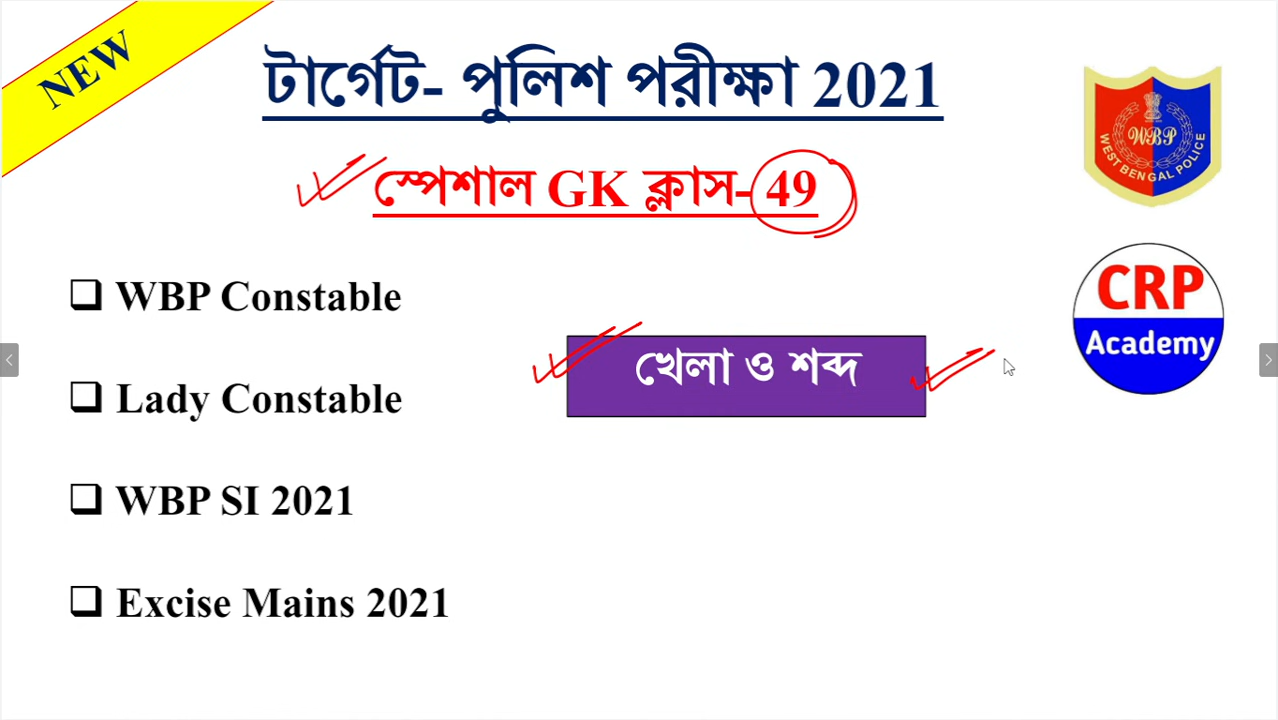 NEW
টার্গেট- পুলিশ পরীক্ষা 2021
স্পেশাল GK ক্লাস- 49
WBP
WEST BENGAL POLICE
WBP Constable
CRP
Academy
খেলা ও শব্দ
Lady Constable
WBP SI 2021
Excise Mains 2021